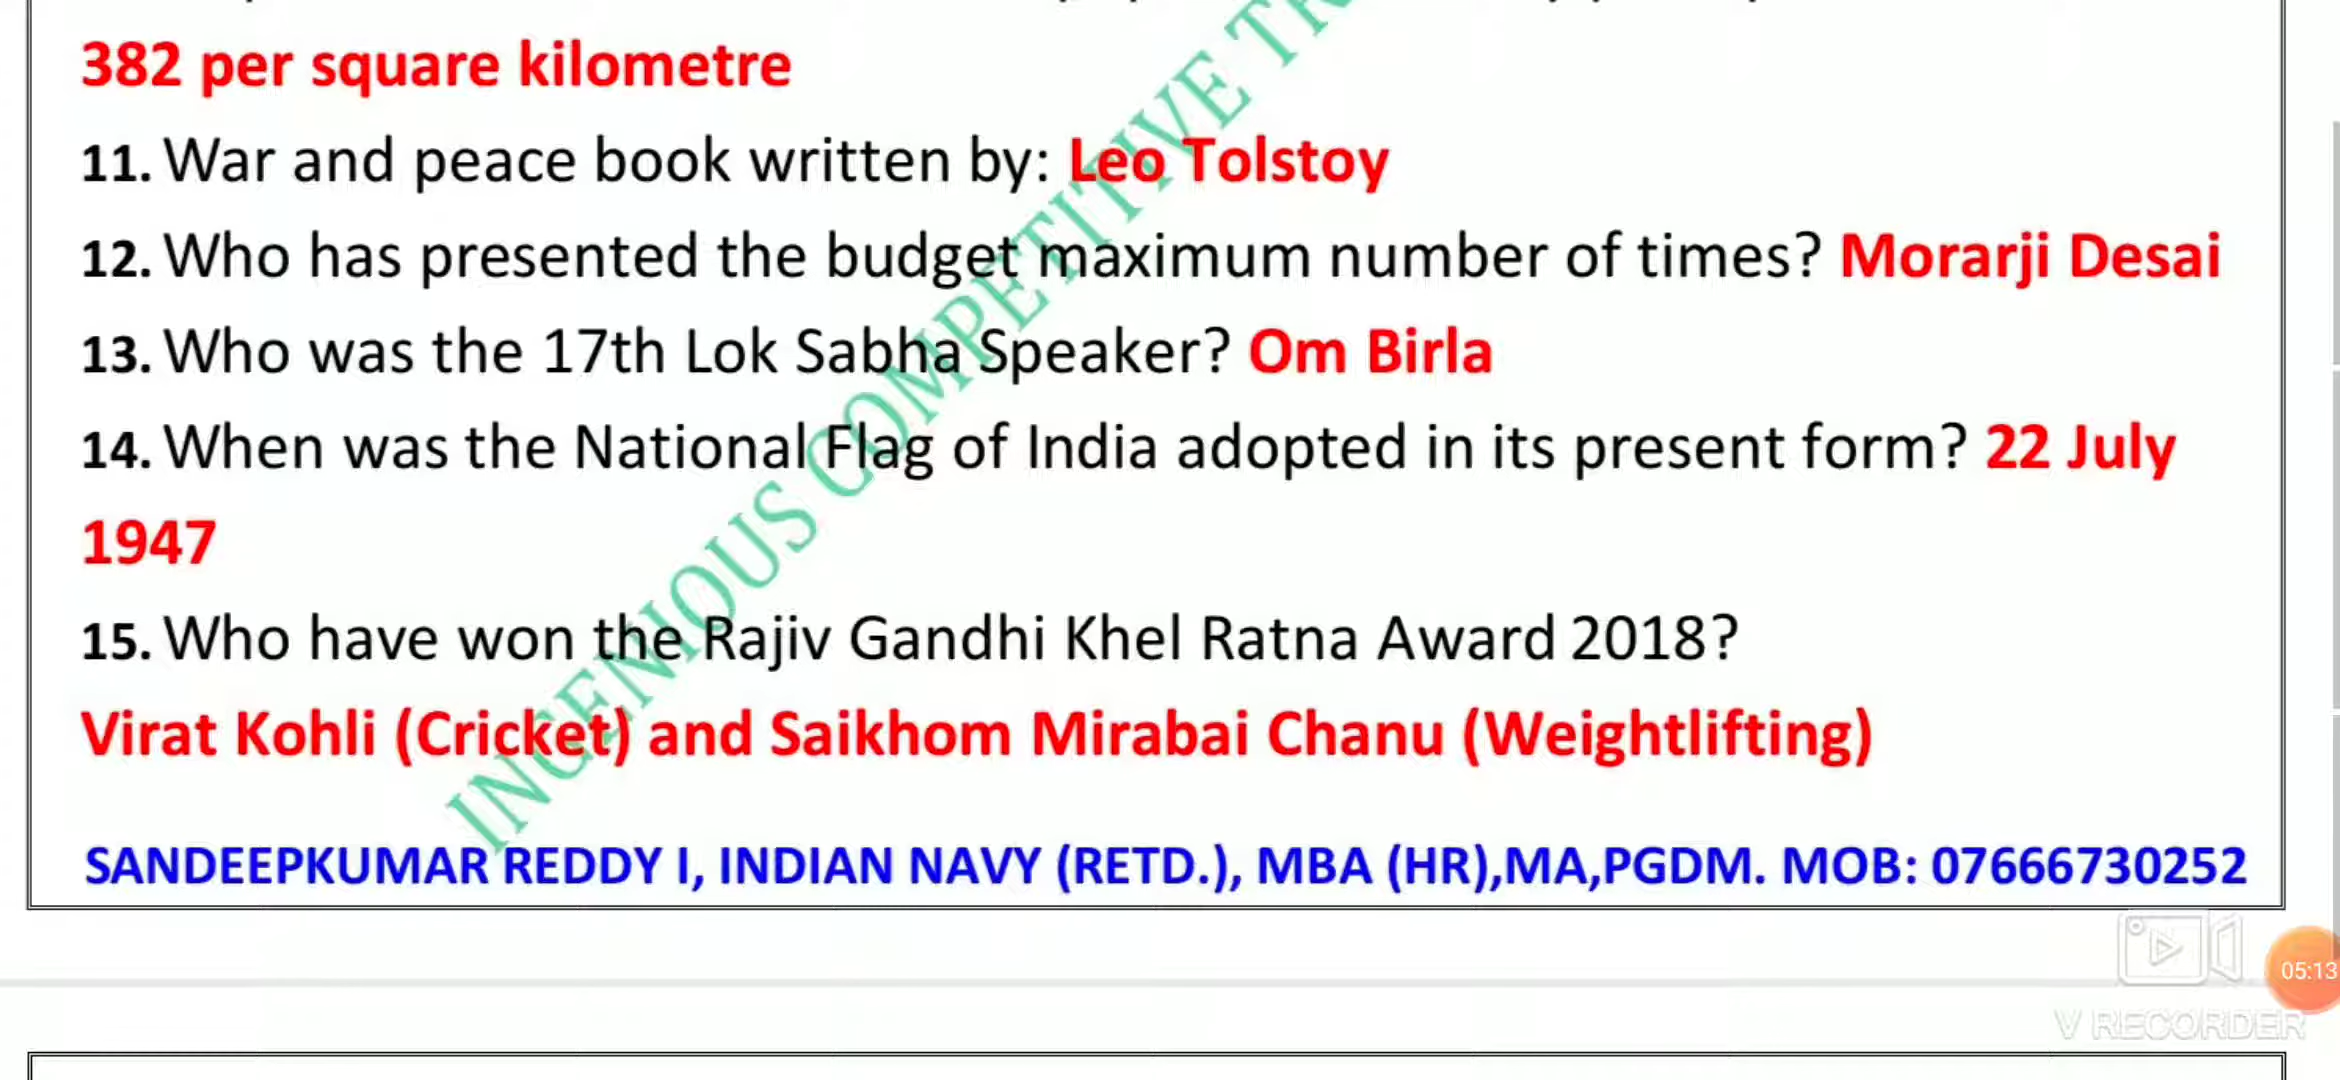 382 per square kilometre
11. War and peace book written by: Leo Tolstoy
12. Who has presented the budget maximum number of times? Morarji Desai
13. Who was the 17th Lok Sabha Speaker? Om Birla
14. When was the National Flag of India adopted in its present form? 22 July
1947
15. Who have won the Rajiv Gandhi Khel Ratna Award 2018?
Virat Kohli (Cricket) and Saikhom Mirabai Chanu (Weightlifting)
INGENIOUS COMPETITIVE
SANDEEPKUMAR REDDY I, INDIAN NAVY (RETD.), MBA (HR),MA,PGDM. MOB: 07666730252
05:13
V RECORDER